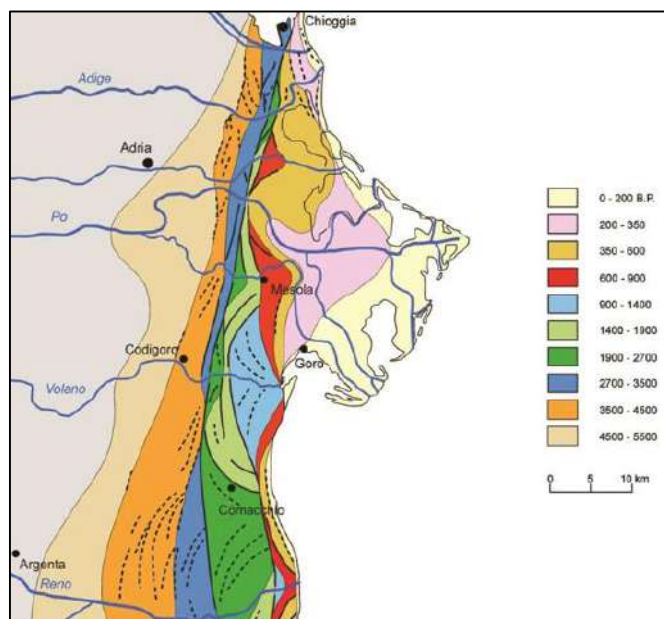 Chioggia
Adige
Adria
Po
Mesola
Codigoro
Goro
Volano
Comacchio
Argenta
Reno
0 - 200 B.P.
200 - 350
350 - 600
600 - 900
900 - 1400
1400 - 1900
1900 - 2700
2700 - 3500
3500 - 4500
4500 - 5500
0 5 10 km